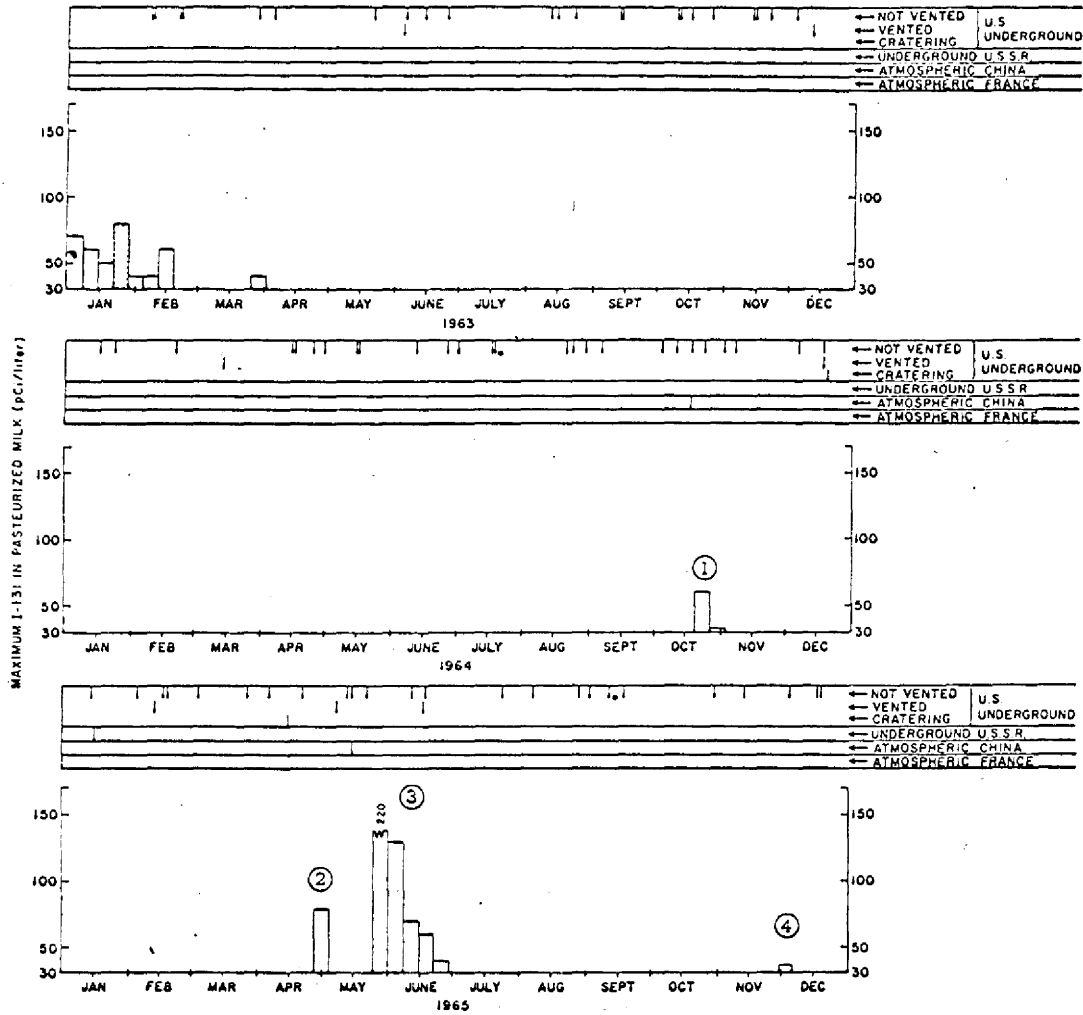 NOT VENTED
VENTED
CRATERING
U.S
UNDERGROUND
UNDERGROUND U.S.S.R.
ATMOSPHERIC CHINA
ATMOSPHERIC FRANCE
MAXIMUM I-131 IN PASTEURIZED MILK (pCi/liter)
150
100
50
30
150
100
50
30
JAN FEB MAR APR MAY JUNE JULY AUG SEPT OCT NOV DEC
1963
NOT VENTED
VENTED
CRATERING
U.S.
UNDERGROUND
UNDERGROUND U.S.S.R
ATMOSPHERIC CHINA
ATMOSPHERIC FRANCE
150
100
50
30
150
100
50
30
1
JAN FEB MAR APR MAY JUNE JULY AUG SEPT OCT NOV DEC
1964
NOT VENTED
VENTED
CRATERING
U.S.
UNDERGROUND
UNDERGROUND U.S.S.R.
ATMOSPHERIC CHINA
ATMOSPHERIC FRANCE
150
100
50
30
150
100
50
30
2
220
3
4
JAN FEB MAR APR MAY JUNE JULY AUG SEPT OCT NOV DEC
1965